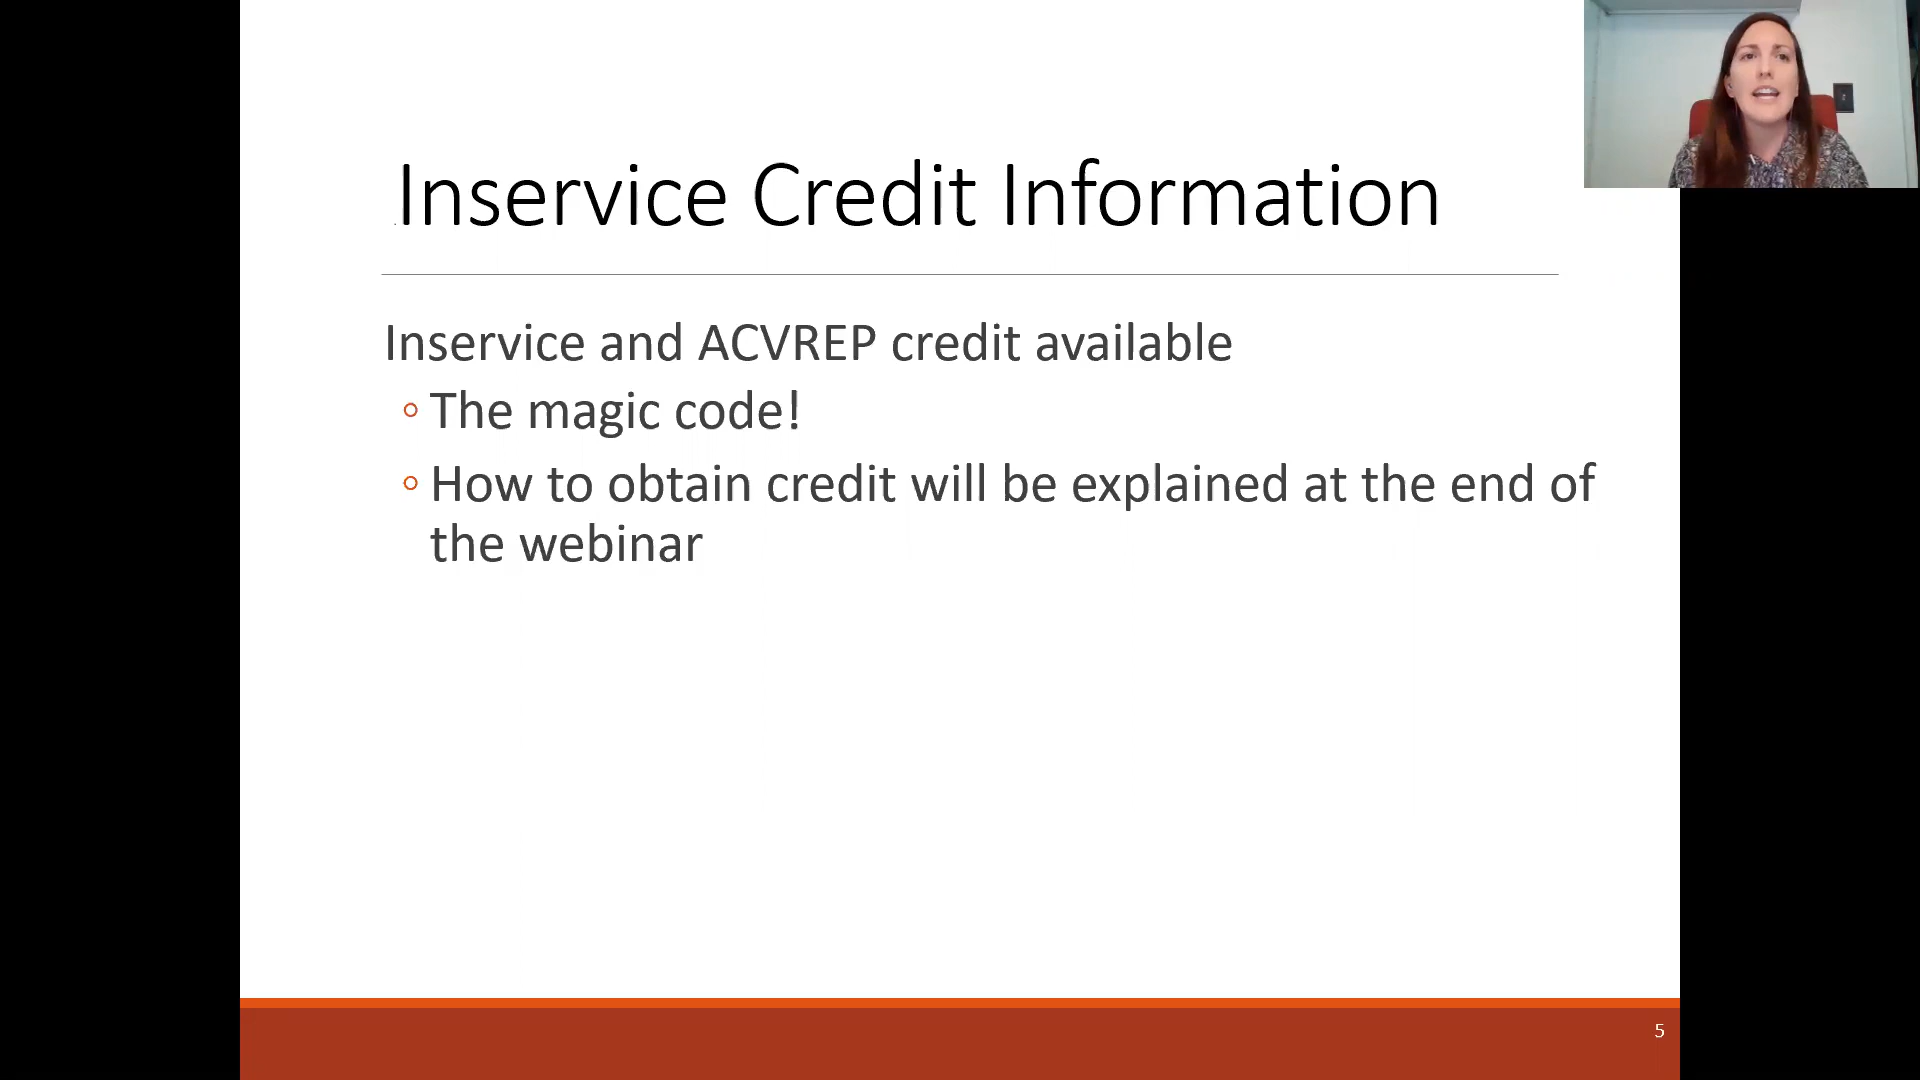 Inservice Credit Information
Inservice and ACVREP credit available
◦ The magic code!
◦ How to obtain credit will be explained at the end of
the webinar
5